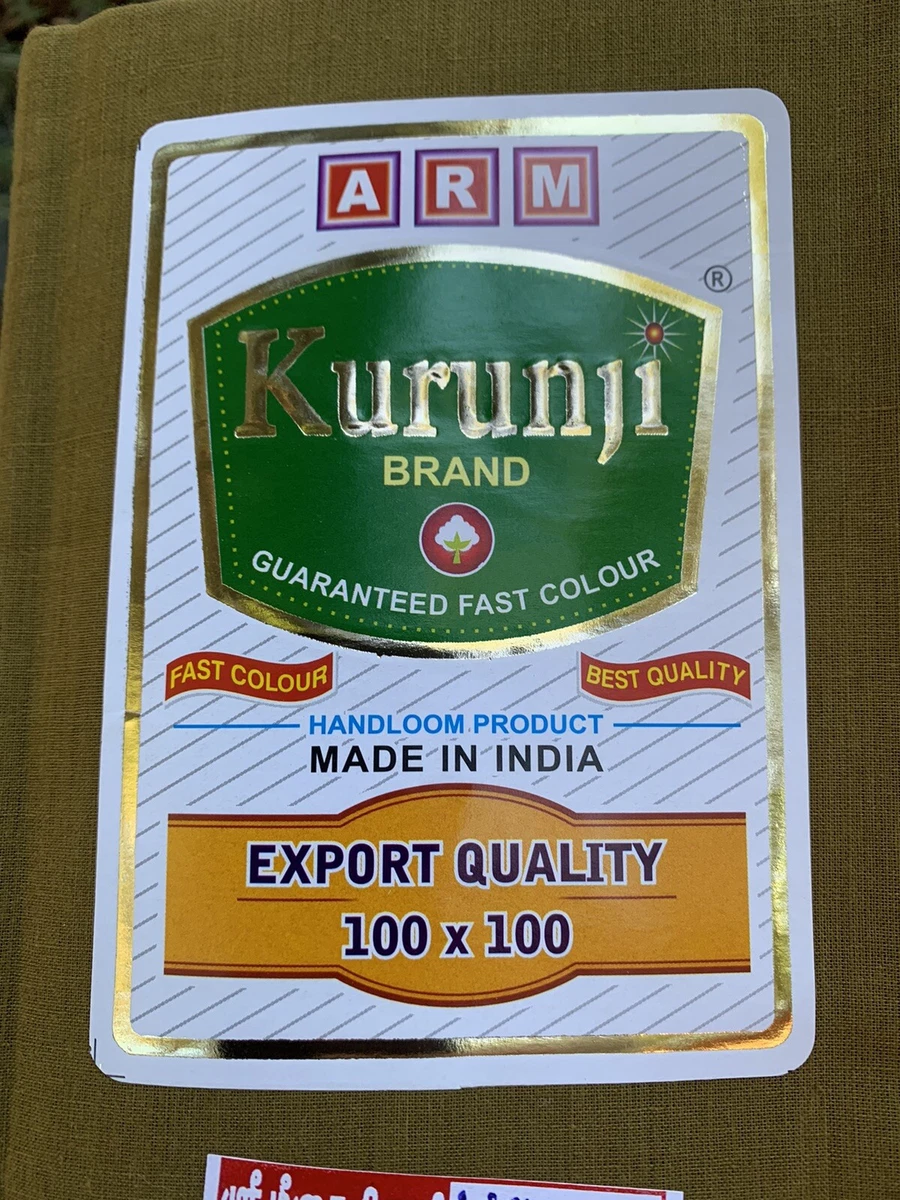 ARM
®
Kurunji
BRAND
GUARANTEED FAST COLOUR
FAST COLOUR
BEST QUALITY
HANDLOOM PRODUCT
MADE IN INDIA
EXPORT QUALITY
100 x 100